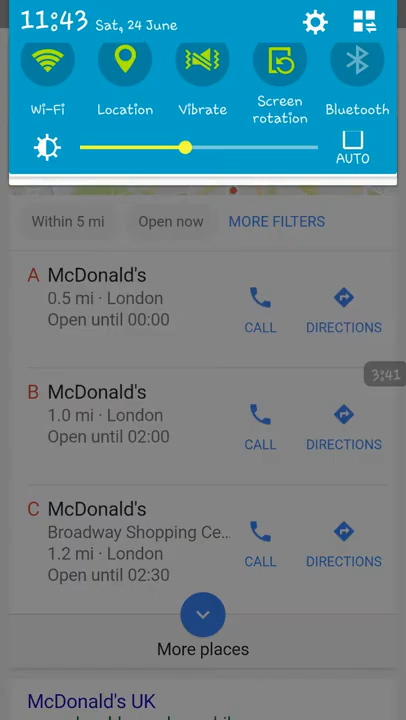 11:43 Sat, 24 June
Wi-Fi
Location
Vibrate
Screen
rotation
Bluetooth
AUTO
Within 5 mi
Open now
MORE FILTERS
A McDonald's
0.5 mi · London
Open until 00:00
CALL
DIRECTIONS
3:41
B McDonald's
1.0 mi · London
Open until 02:00
CALL
DIRECTIONS
C McDonald's
Broadway Shopping Ce...
1.2 mi · London
Open until 02:30
CALL
DIRECTIONS
More places
McDonald's UK